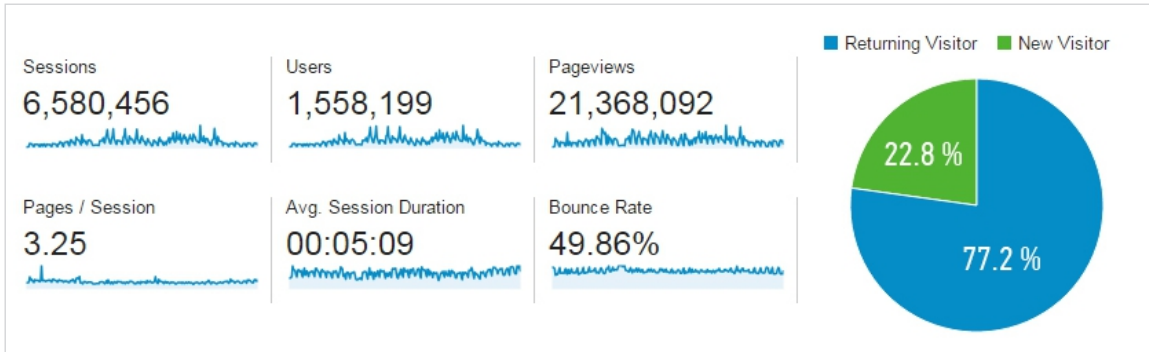 Returning Visitor
New Visitor
Sessions
6,580,456
Users
1,558,199
Pageviews
21,368,092
Pages / Session
3.25
Avg. Session Duration
00:05:09
Bounce Rate
49.86%
22.8 %
77.2 %